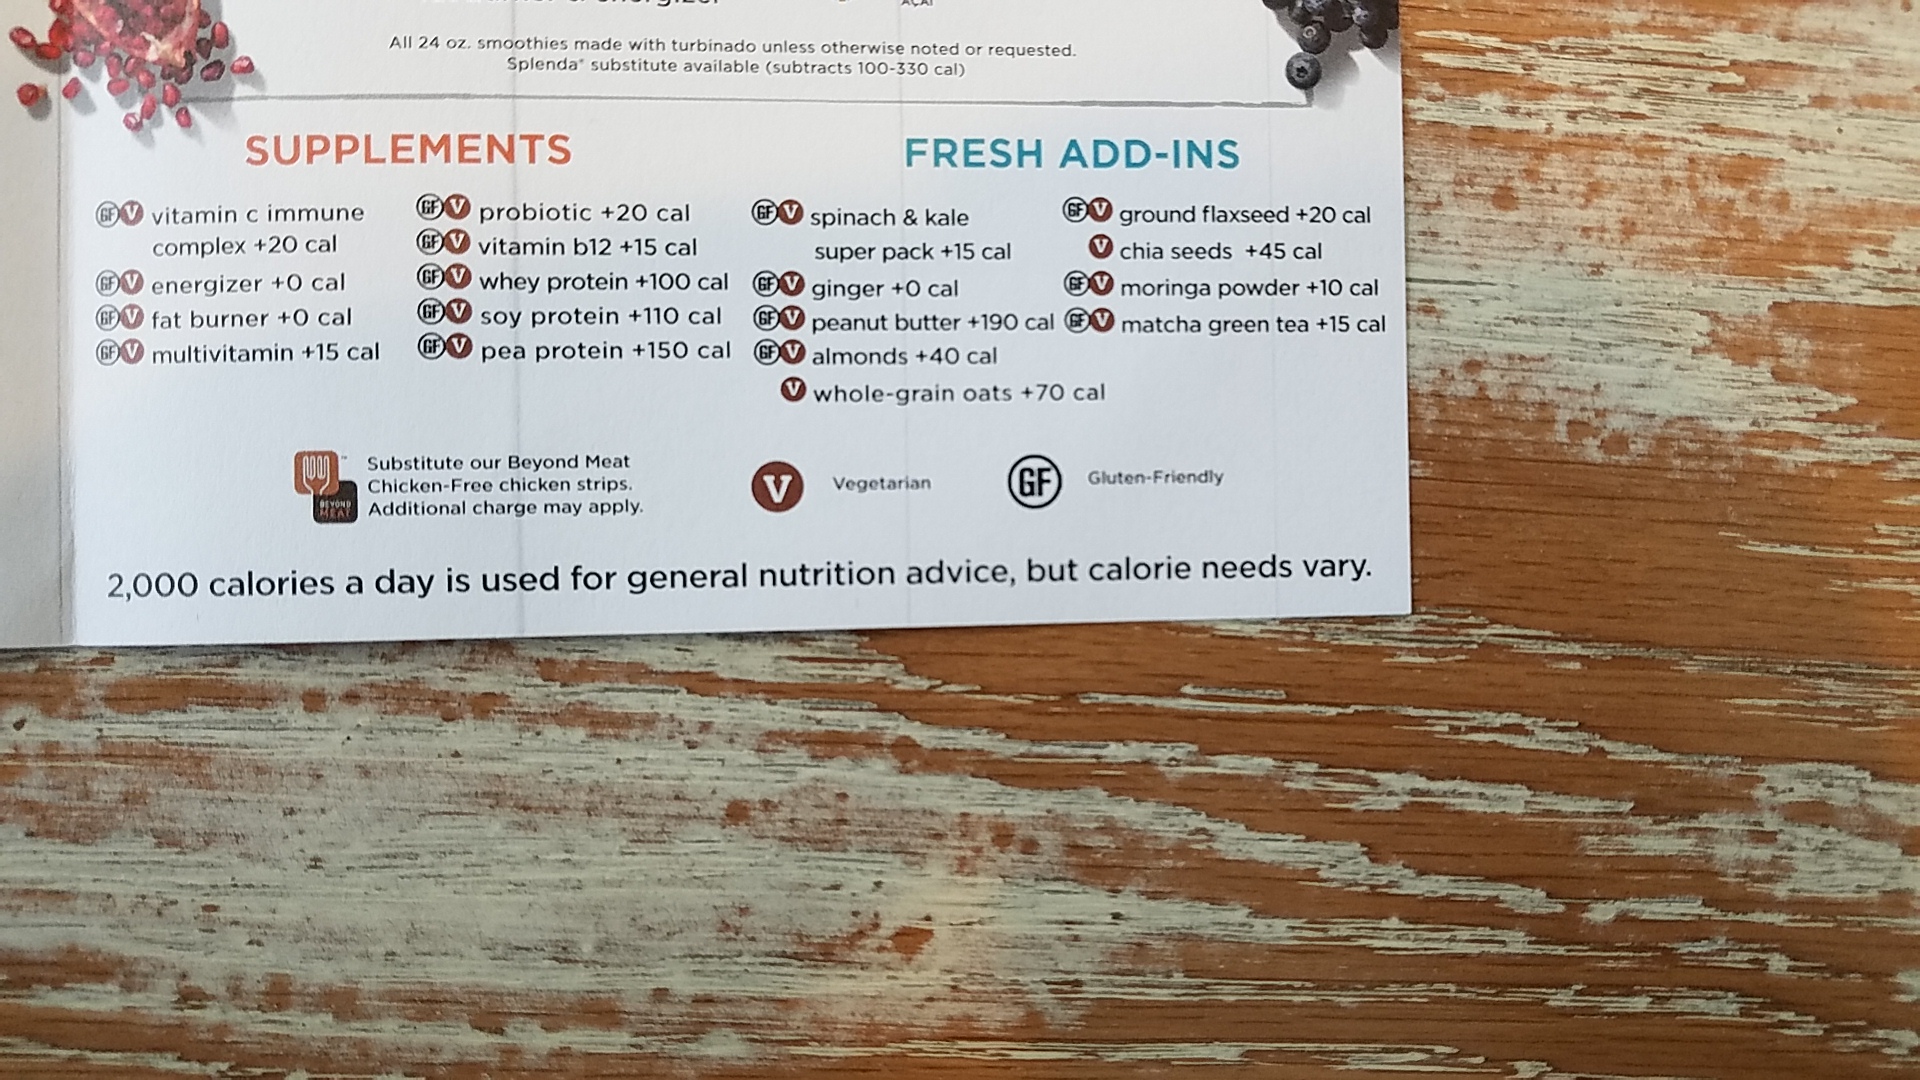 All 24 oz. smoothies made with turbinado unless otherwise noted or requested.
Splenda® substitute available (subtracts 100-330 cal)
SUPPLEMENTS
GF V vitamin c immune
complex +20 cal
GF V energizer +0 cal
GF V fat burner +0 cal
GF V multivitamin +15 cal
GF V probiotic +20 cal
GF V vitamin b12 +15 cal
GF V whey protein +100 cal
GF V soy protein +110 cal
GF V pea protein +150 cal
FRESH ADD-INS
GF V spinach & kale
super pack +15 cal
GF V ginger +0 cal
GF V peanut butter +190 cal
GF V almonds +40 cal
V whole-grain oats +70 cal
GF V ground flaxseed +20 cal
V chia seeds +45 cal
GF V moringa powder +10 cal
GF V matcha green tea +15 cal
BEYOND
MEAT
™
Substitute our Beyond Meat
Chicken-Free chicken strips.
Additional charge may apply.
V Vegetarian
GF Gluten-Friendly
2,000 calories a day is used for general nutrition advice, but calorie needs vary.